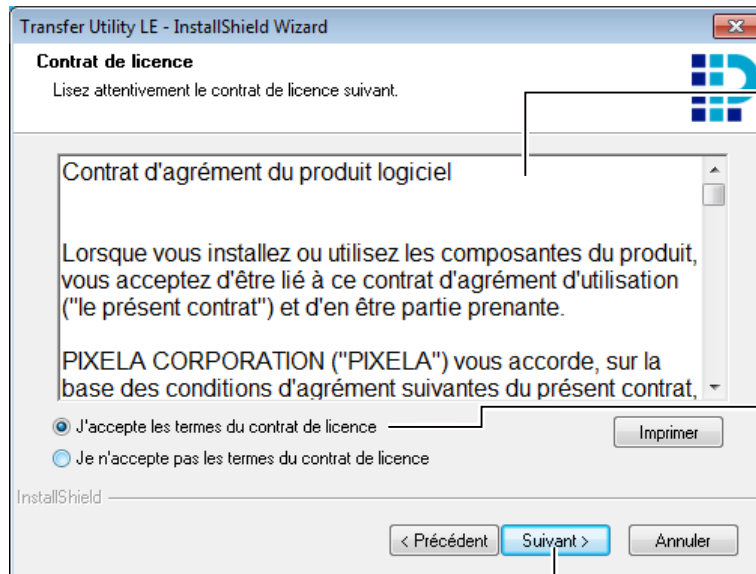 Transfer Utility LE - InstallShield Wizard
Contrat de licence
Lisez attentivement le contrat de licence suivant.
Contrat d'agrément du produit logiciel
Lorsque vous installez ou utilisez les composantes du produit,
vous acceptez d'être lié à ce contrat d'agrément d'utilisation
("le présent contrat") et d'en être partie prenante.
PIXELA CORPORATION ("PIXELA") vous accorde, sur la
base des conditions d'agrément suivantes du présent contrat,
J'accepte les termes du contrat de licence
Imprimer
Je n'accepte pas les termes du contrat de licence
InstallShield
< Précédent Suivant > Annuler